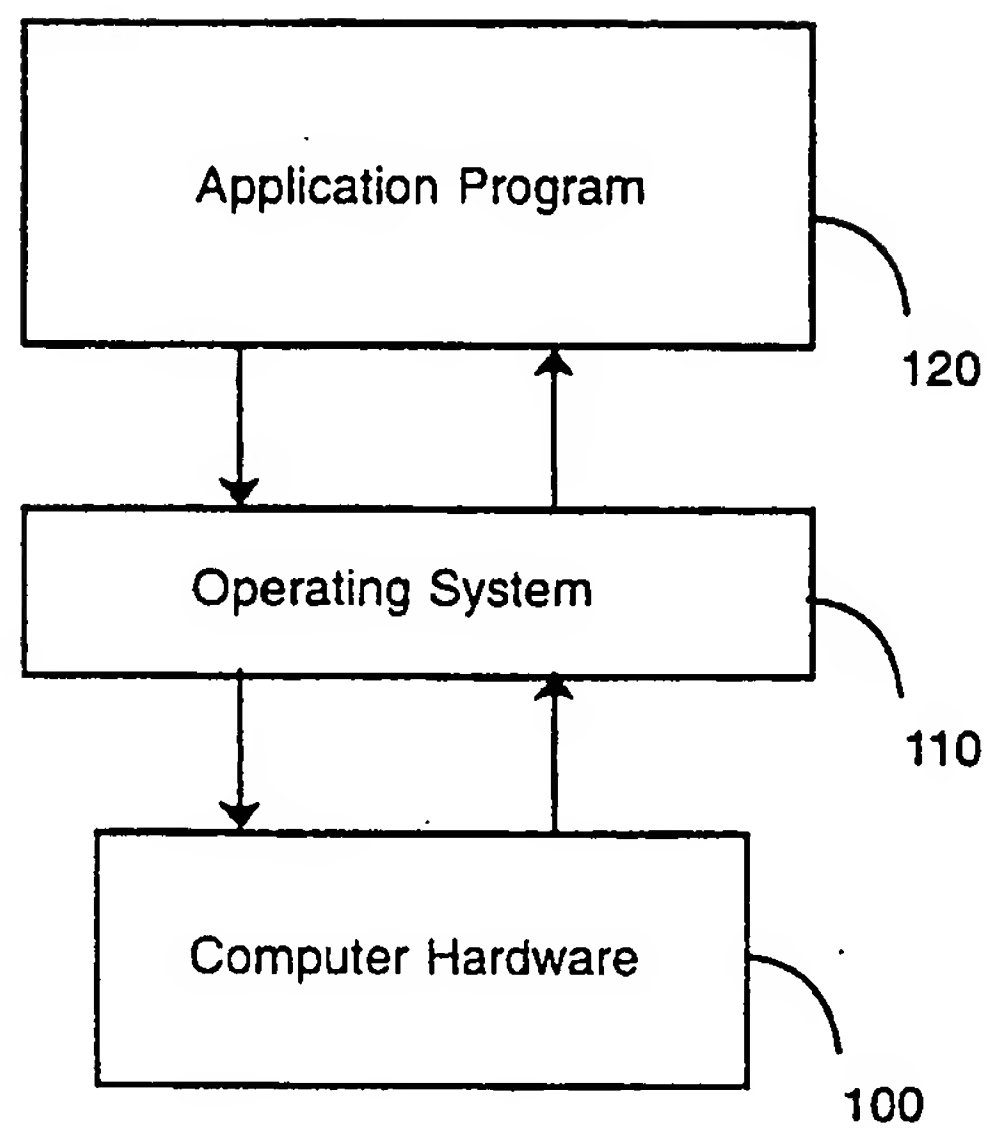 Application Program
120
Operating System
110
Computer Hardware
100